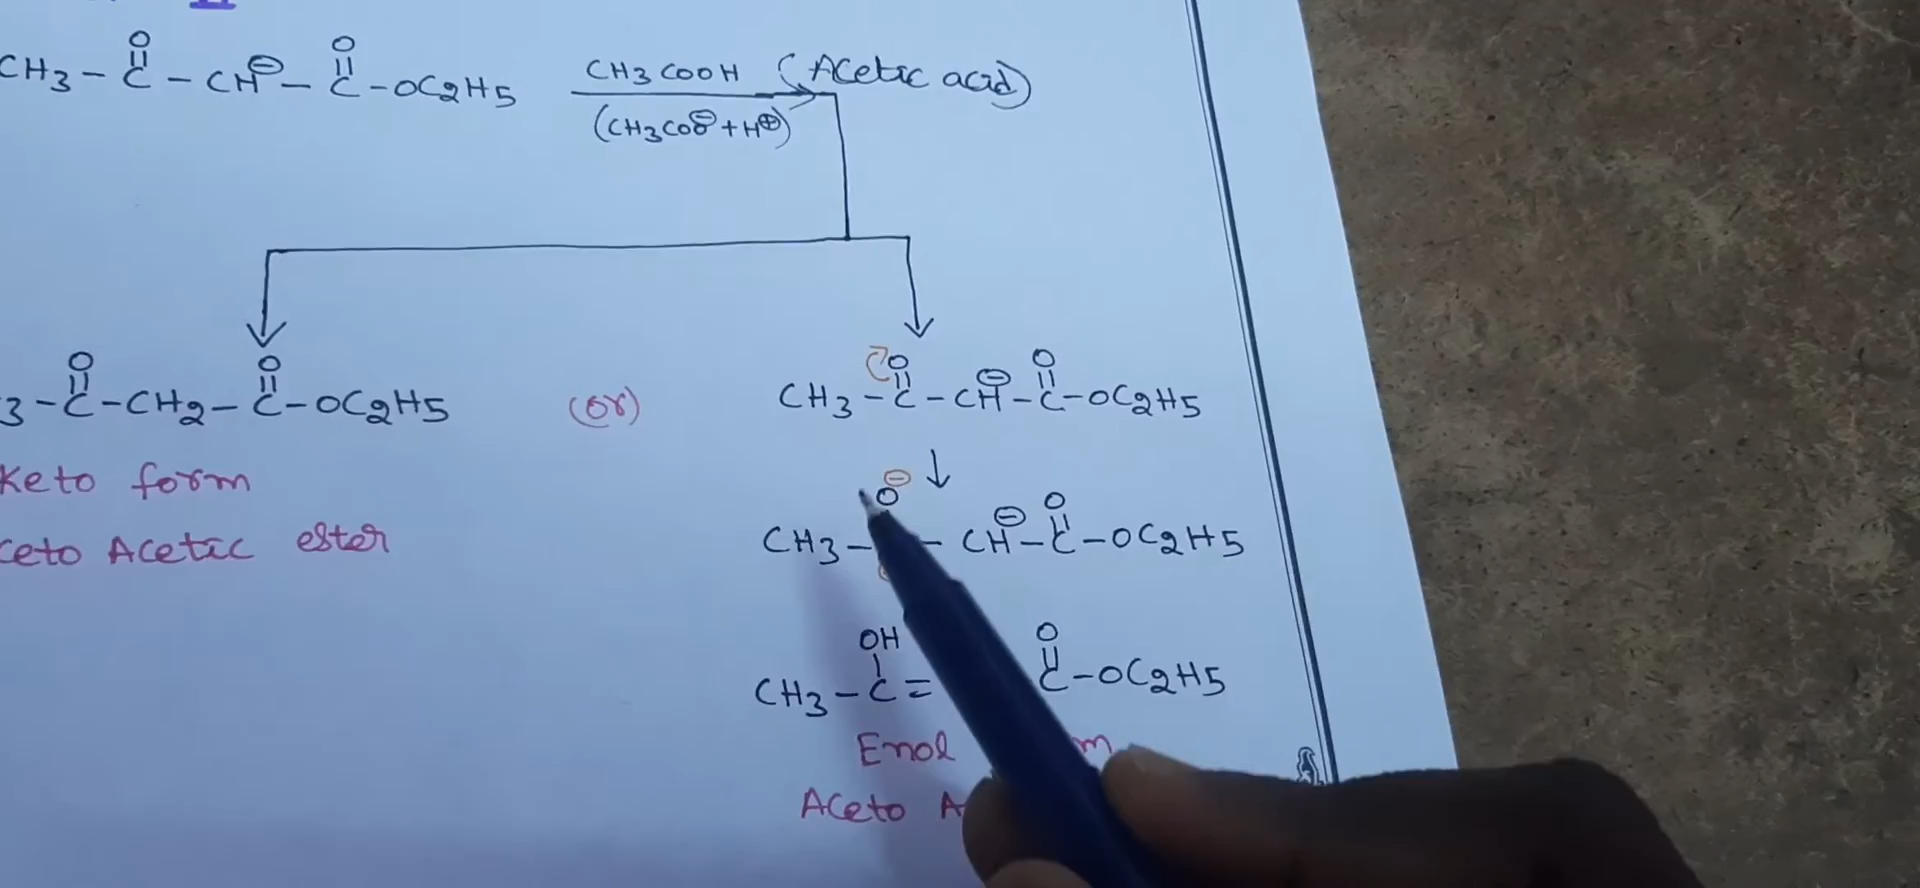 CH3 - C - CH⊖ - C - OC2H5
O
||
O
||
CH3COOH (Acetic acid)
(CH3COO⊖ + H⊕)
O
||
O
||
3 - C - CH2 - C - OC2H5
(or)
O
||
O
||
CH3 - C - CH⊖ - C - OC2H5
Keto form
ceto Acetic ester
O⊖
O
||
CH3 - - CH⊖ - C - OC2H5
OH
|
O
||
CH3 - C = C - OC2H5
Enol
Aceto A